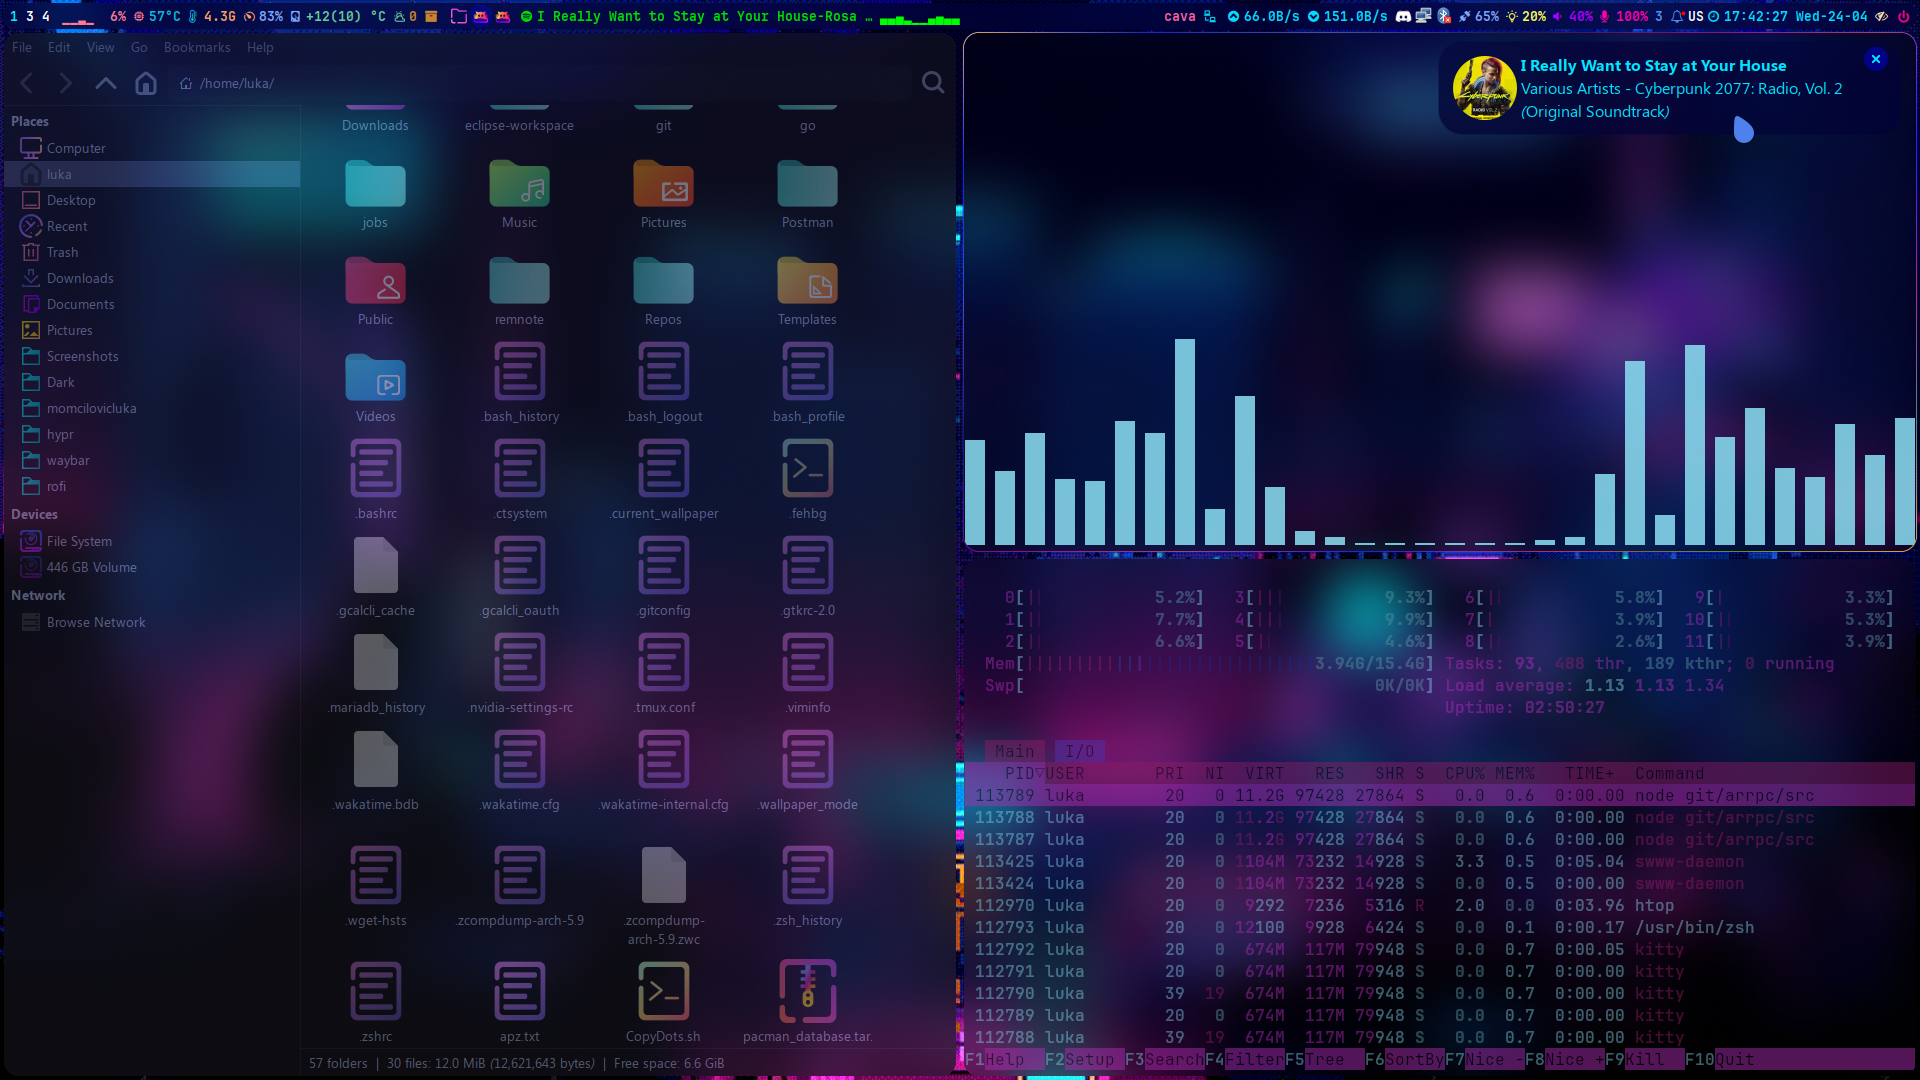 1 3 4 6% 57°C 4.3G 83% +12(10) °C 0 I Really Want to Stay at Your House-Rosa … cava 66.0B/s 151.0B/s 65% 20% 40% 100% 3 US 17:42:27 Wed-24-04
File Edit View Go Bookmarks Help
/home/luka/
Places
Computer
luka
Desktop
Recent
Trash
Downloads
Documents
Pictures
Screenshots
Dark
momcilovicluka
hypr
waybar
rofi
Devices
File System
446 GB Volume
Network
Browse Network
Downloads eclipse-workspace git go
jobs Music Pictures Postman
Public remnote Repos Templates
Videos .bash_history .bash_logout .bash_profile
.bashrc .ctsystem .current_wallpaper .fehbg
.gcalcli_cache .gcalcli_oauth .gitconfig .gtkrc-2.0
.mariadb_history .nvidia-settings-rc .tmux.conf .viminfo
.wakatime.bdb .wakatime.cfg .wakatime-internal.cfg .wallpaper_mode
.wget-hsts .zcompdump-arch-5.9 .zcompdump- .zsh_history
arch-5.9.zwc
.zshrc apz.txt CopyDots.sh pacman_database.tar.
57 folders | 30 files: 12.0 MiB (12,621,643 bytes) | Free space: 6.6 GiB
I Really Want to Stay at Your House
Various Artists - Cyberpunk 2077: Radio, Vol. 2
(Original Soundtrack)
0[|| 5.2%] 3[||| 9.3%] 6[|| 5.8%] 9[| 3.3%]
1[|| 7.7%] 4[||| 9.9%] 7[| 3.9%] 10[|| 5.3%]
2[|| 6.6%] 5[|| 4.6%] 8[|| 2.6%] 11[|| 3.9%]
Mem[||||||||||||||||||||||||||||| 3.94G/15.4G] Tasks: 93, 488 thr, 189 kthr; 0 running
Swp[ 0K/0K] Load average: 1.13 1.13 1.34
Uptime: 02:50:27
Main I/O
PID▽USER PRI NI VIRT RES SHR S CPU% MEM% TIME+ Command
113789 luka 20 0 11.2G 97428 27864 S 0.0 0.6 0:00.00 node git/arrpc/src
113788 luka 20 0 11.2G 97428 27864 S 0.0 0.6 0:00.00 node git/arrpc/src
113787 luka 20 0 11.2G 97428 27864 S 0.0 0.6 0:00.00 node git/arrpc/src
113425 luka 20 0 1104M 73232 14928 S 3.3 0.5 0:05.04 swww-daemon
113424 luka 20 0 1104M 73232 14928 S 0.0 0.5 0:00.00 swww-daemon
112970 luka 20 0 9292 7236 5316 R 2.0 0.0 0:03.96 htop
112793 luka 20 0 12100 9928 6424 S 0.0 0.1 0:00.17 /usr/bin/zsh
112792 luka 20 0 674M 117M 79948 S 0.0 0.7 0:00.05 kitty
112791 luka 20 0 674M 117M 79948 S 0.0 0.7 0:00.00 kitty
112790 luka 39 19 674M 117M 79948 S 0.0 0.7 0:00.00 kitty
112789 luka 20 0 674M 117M 79948 S 0.0 0.7 0:00.00 kitty
112788 luka 39 19 674M 117M 79948 S 0.0 0.7 0:00.00 kitty
F1Help F2Setup F3SearchF4FilterF5Tree F6SortByF7Nice -F8Nice +F9Kill F10Quit